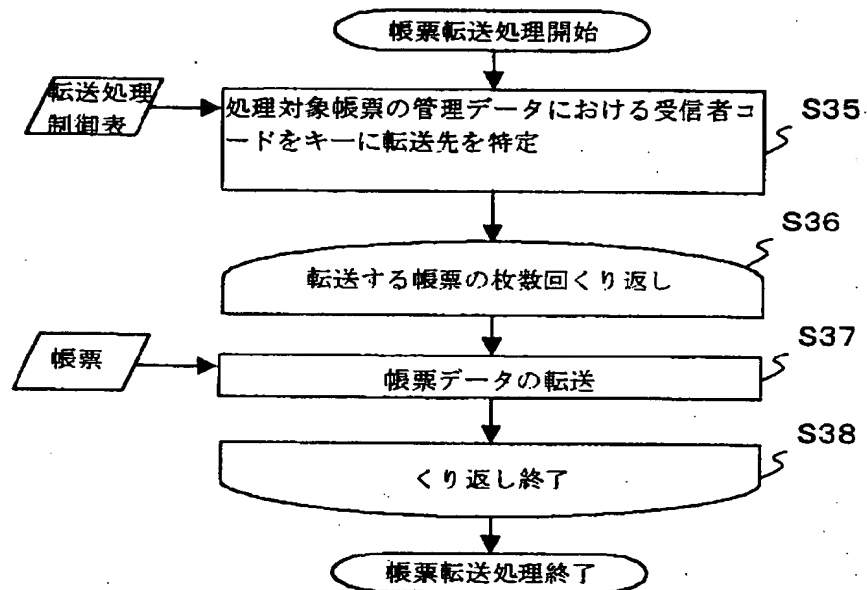 帳票転送処理開始
転送処理
制御表
処理対象帳票の管理データにおける受信者コ
ードをキーに転送先を特定
S35
S36
転送する帳票の枚数回くり返し
S37
帳票
帳票データの転送
S38
くり返し終了
帳票転送処理終了